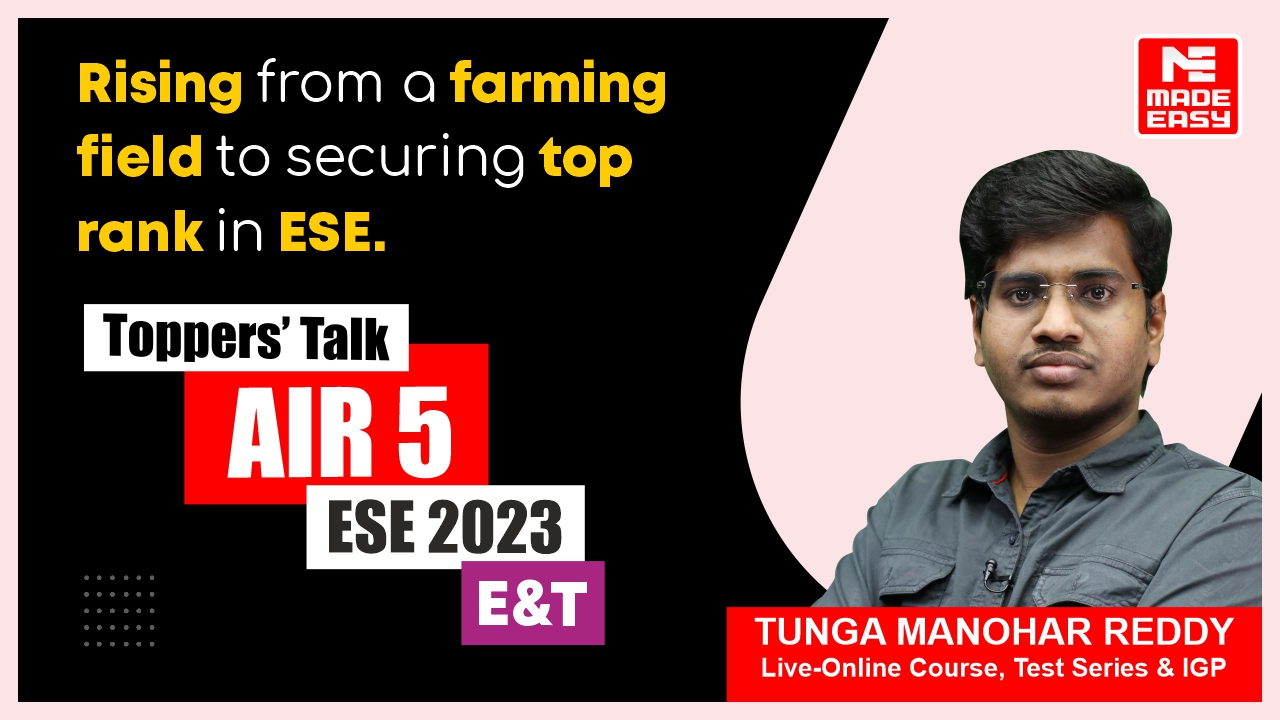 Rising from a farming
field to securing top
rank in ESE.
Toppers’ Talk
AIR 5
ESE 2023
E&T
ME
MADE
EASY
TUNGA MANOHAR REDDY
Live-Online Course, Test Series & IGP